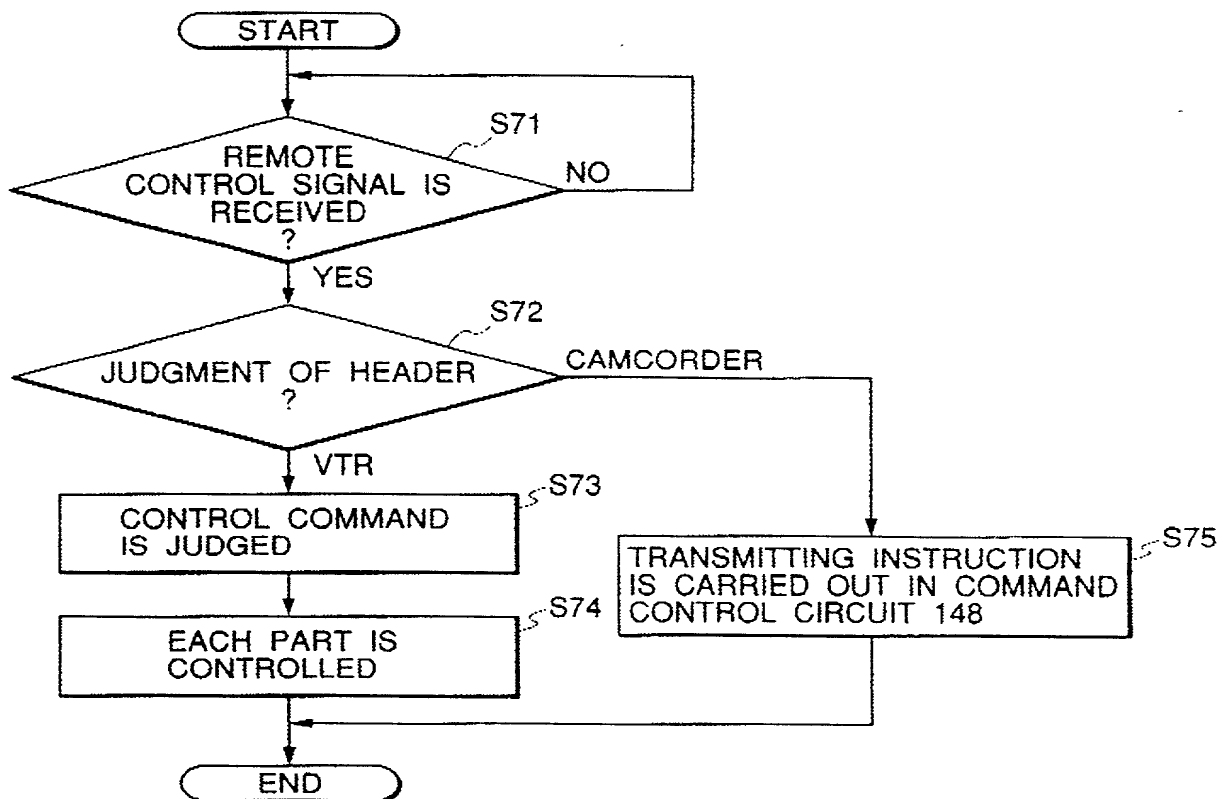 START
S71
REMOTE
CONTROL SIGNAL IS
RECEIVED
?
NO
YES
S72
JUDGMENT OF HEADER
?
CAMCORDER
VTR
S73
CONTROL COMMAND
IS JUDGED
S75
TRANSMITTING INSTRUCTION
IS CARRIED OUT IN COMMAND
CONTROL CIRCUIT 148
S74
EACH PART IS
CONTROLLED
END